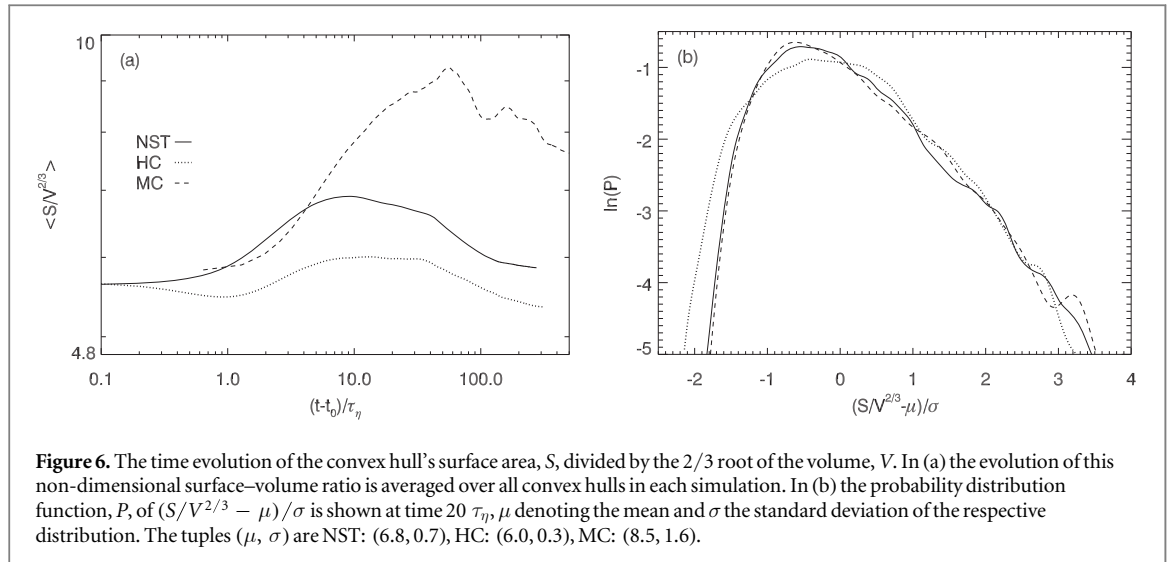 10
(a)
NST
HC
MC
<S/V^{2/3}>
4.8
0.1 1.0 10.0 100.0
(t-t_0)/τ_η
(b)
-1
-2
-3
-4
-5
ln(P)
-2 -1 0 1 2 3 4
(S/V^{2/3}-μ)/σ
Figure 6. The time evolution of the convex hull's surface area, S, divided by the 2/3 root of the volume, V. In (a) the evolution of this
non-dimensional surface–volume ratio is averaged over all convex hulls in each simulation. In (b) the probability distribution
function, P, of (S/V^{2/3} − μ)/σ is shown at time 20 τ_η, μ denoting the mean and σ the standard deviation of the respective
distribution. The tuples (μ, σ) are NST: (6.8, 0.7), HC: (6.0, 0.3), MC: (8.5, 1.6).